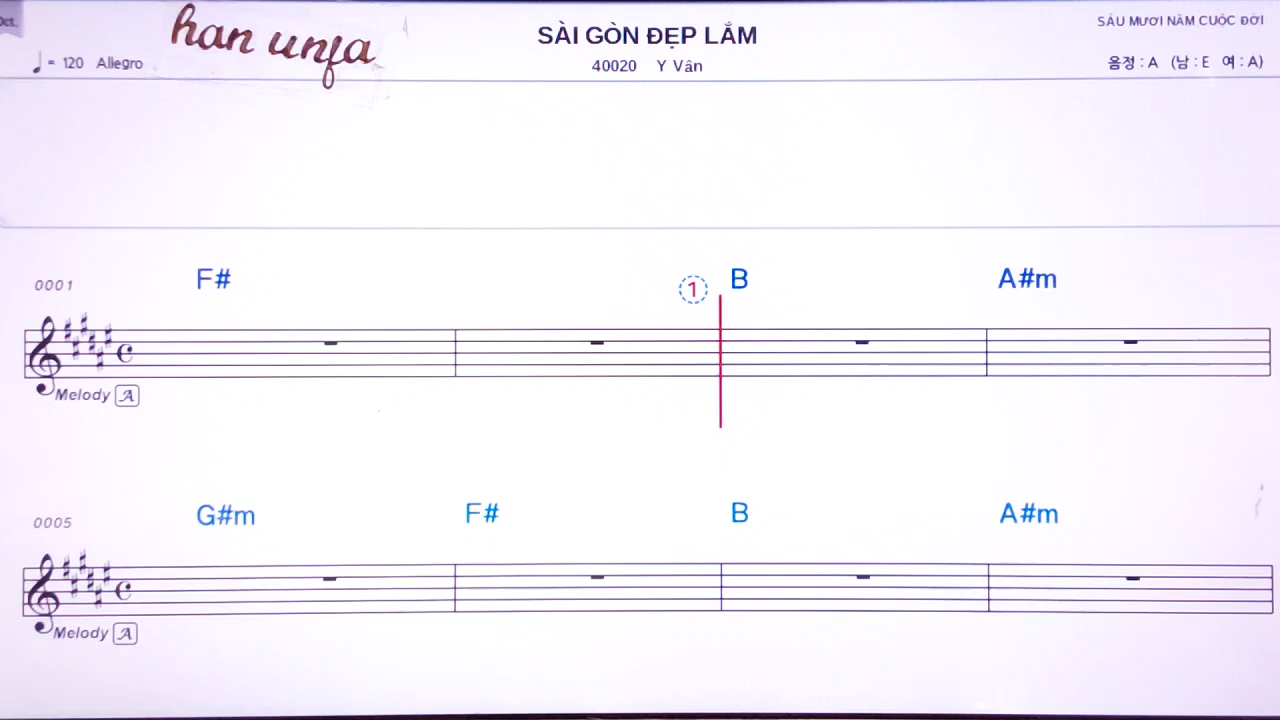 Oct.
han unfa
SÀI GÒN ĐẸP LẮM
SÁU MƯƠI NĂM CUỘC ĐỜI
♩ = 120 Allegro
40020 Y Vân
음정 : A (남 : E 여 : A)
0001 F# 1 B A#m
Melody A
0005 G#m F# B A#m
Melody A